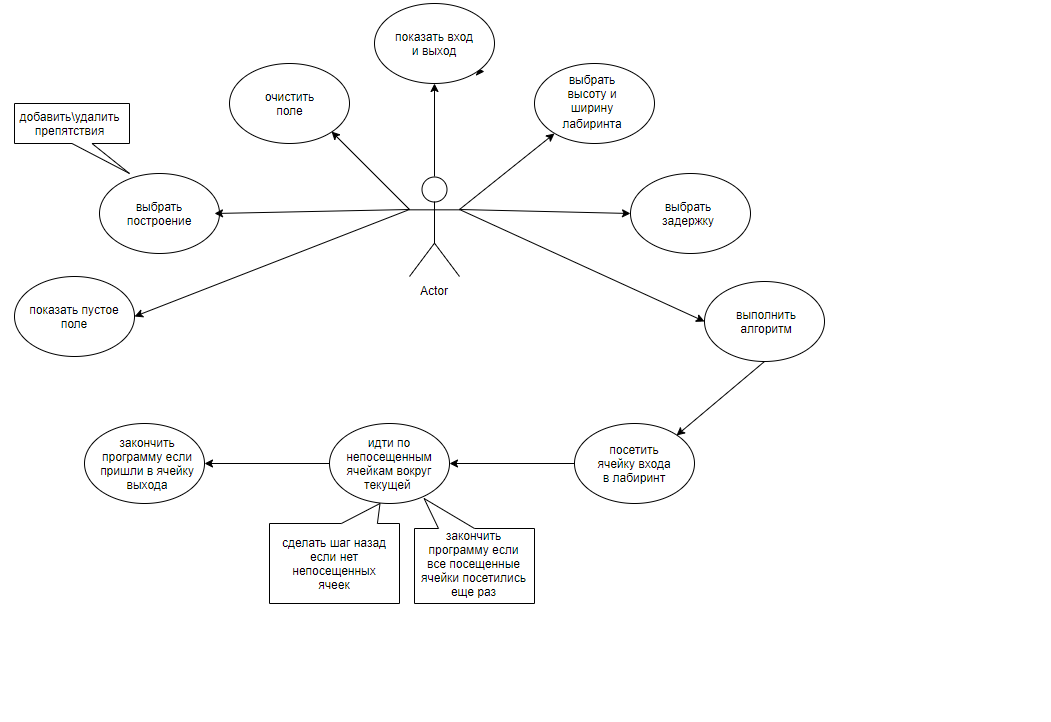 показать вход
и выход
очистить
поле
выбрать
высоту и
ширину
лабиринта
добавить\удалить
препятствия
выбрать
построение
выбрать
задержку
Actor
показать пустое
поле
выполнить
алгоритм
закончить
программу если
пришли в ячейку
выхода
идти по
непосещенным
ячейкам вокруг
текущей
посетить
ячейку входа
в лабиринт
сделать шаг назад
если нет
непосещенных
ячеек
закончить
программу если
все посещенные
ячейки посетились
еще раз